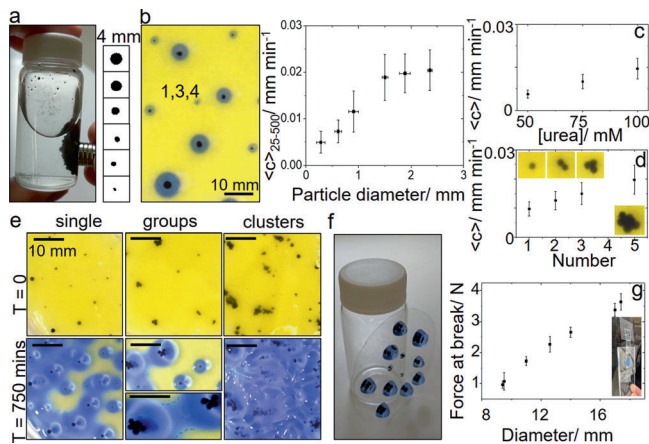 a
4 mm
b
1,3,4
10 mm
<c>25-500/ mm min-1
0.03
0.02
0.01
0.00
0 1 2 3
Particle diameter/ mm
c
<c>/ mm min-1
0.03
0
50 75 100
[urea]/ mM
d
<c>/ mm min-1
0.03
0
1 2 3 4 5
Number
e
single groups clusters
T = 0
10 mm
T = 750 mins
f
g
Force at break/ N
4
3
2
1
8 12 16
Diameter/ mm